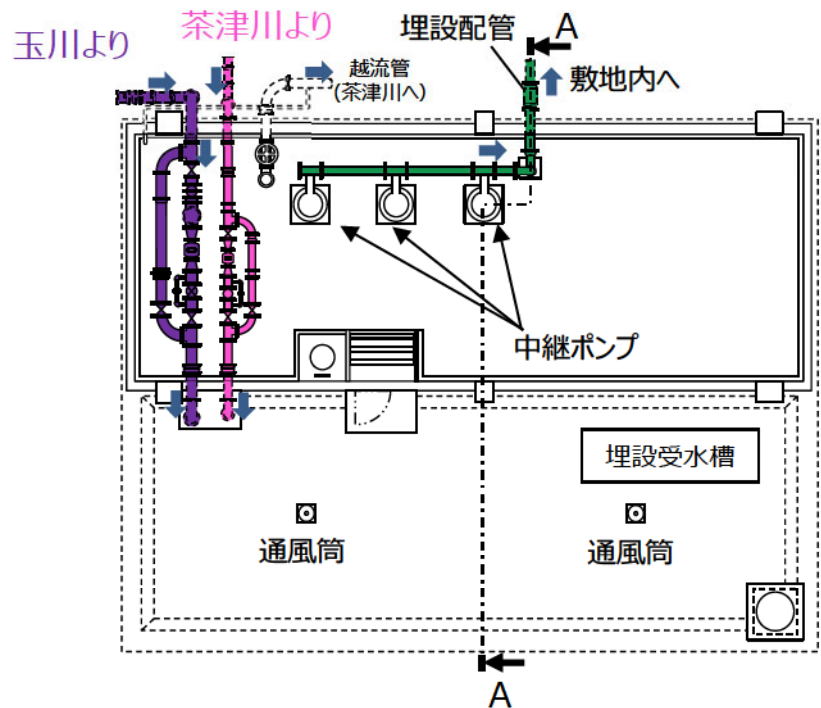 玉川より
茶津川より
埋設配管
A
越流管
(茶津川へ)
敷地内へ
中継ポンプ
埋設受水槽
通風筒
通風筒
A